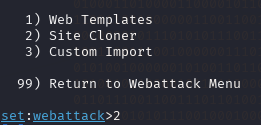 1) Web Templates
2) Site Cloner
3) Custom Import
99) Return to Webattack Menu
set:webattack>2